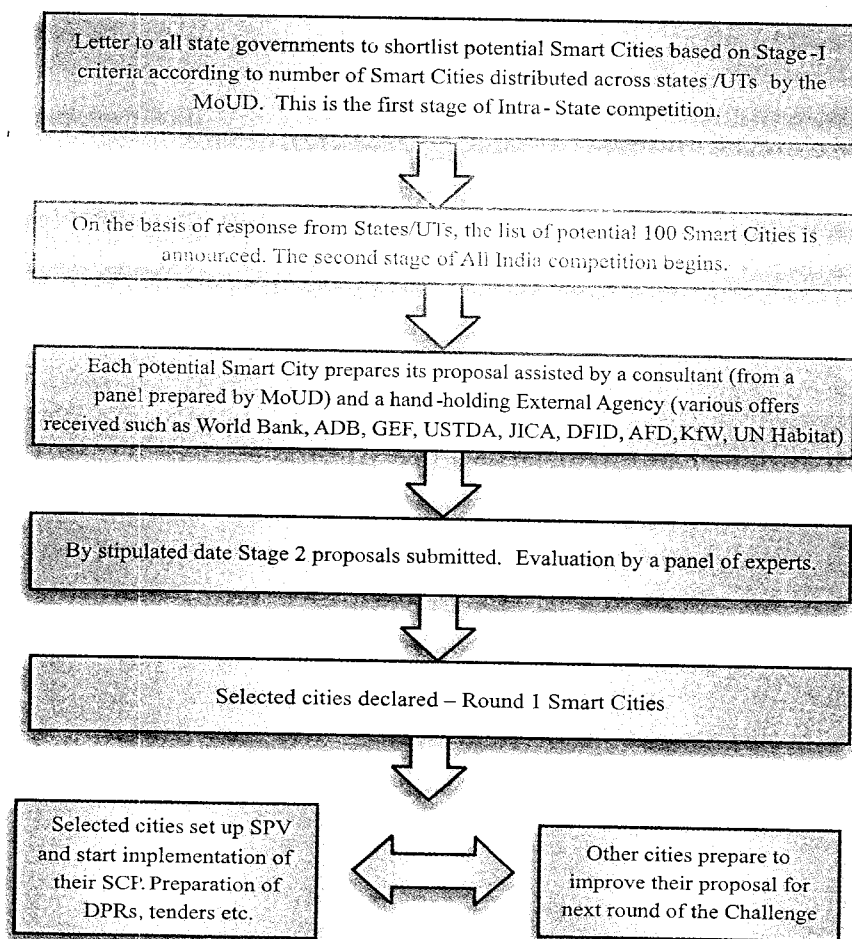 Letter to all state governments to shortlist potential Smart Cities based on Stage-I
criteria according to number of Smart Cities distributed across states /UTs by the
MoUD. This is the first stage of Intra-State competition.
On the basis of response from States/UTs, the list of potential 100 Smart Cities is
announced. The second stage of All India competition begins.
Each potential Smart City prepares its proposal assisted by a consultant (from a
panel prepared by MoUD) and a hand-holding External Agency (various offers
received such as World Bank, ADB, GEF, USTDA, JICA, DFID, AFD,KfW, UN Habitat)
By stipulated date Stage 2 proposals submitted. Evaluation by a panel of experts.
Selected cities declared – Round 1 Smart Cities
Selected cities set up SPV
and start implementation of
their SCP. Preparation of
DPRs, tenders etc.
Other cities prepare to
improve their proposal for
next round of the Challenge